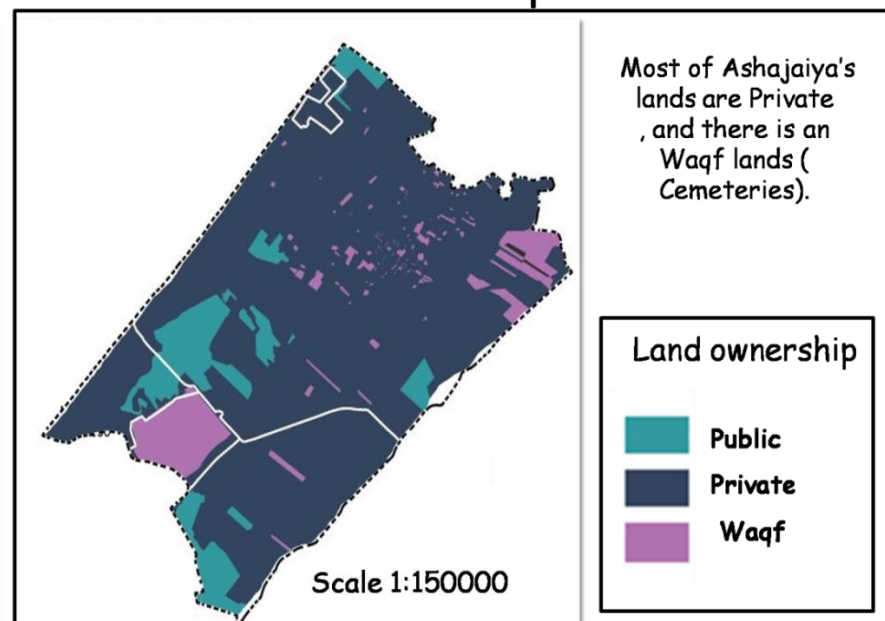 Most of Ashajaiya's
lands are Private
, and there is an
Waqf lands (
Cemeteries).
Land ownership
Public
Private
Waqf
Scale 1:150000